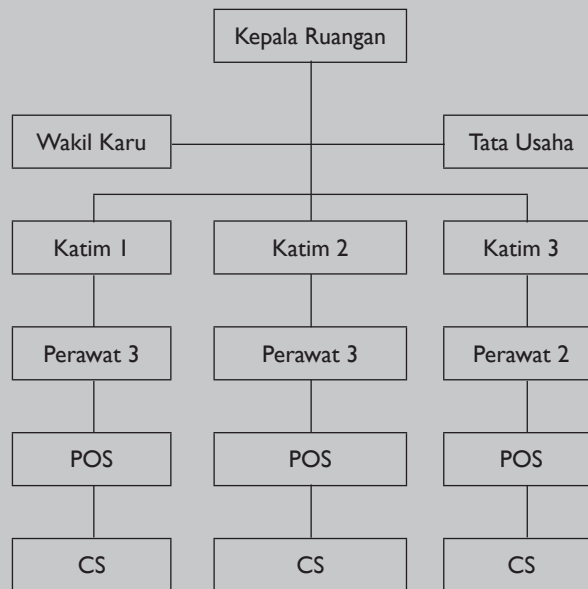 Kepala Ruangan
Wakil Karu
Tata Usaha
Katim 1
Katim 2
Katim 3
Perawat 3
Perawat 3
Perawat 2
POS
POS
POS
CS
CS
CS